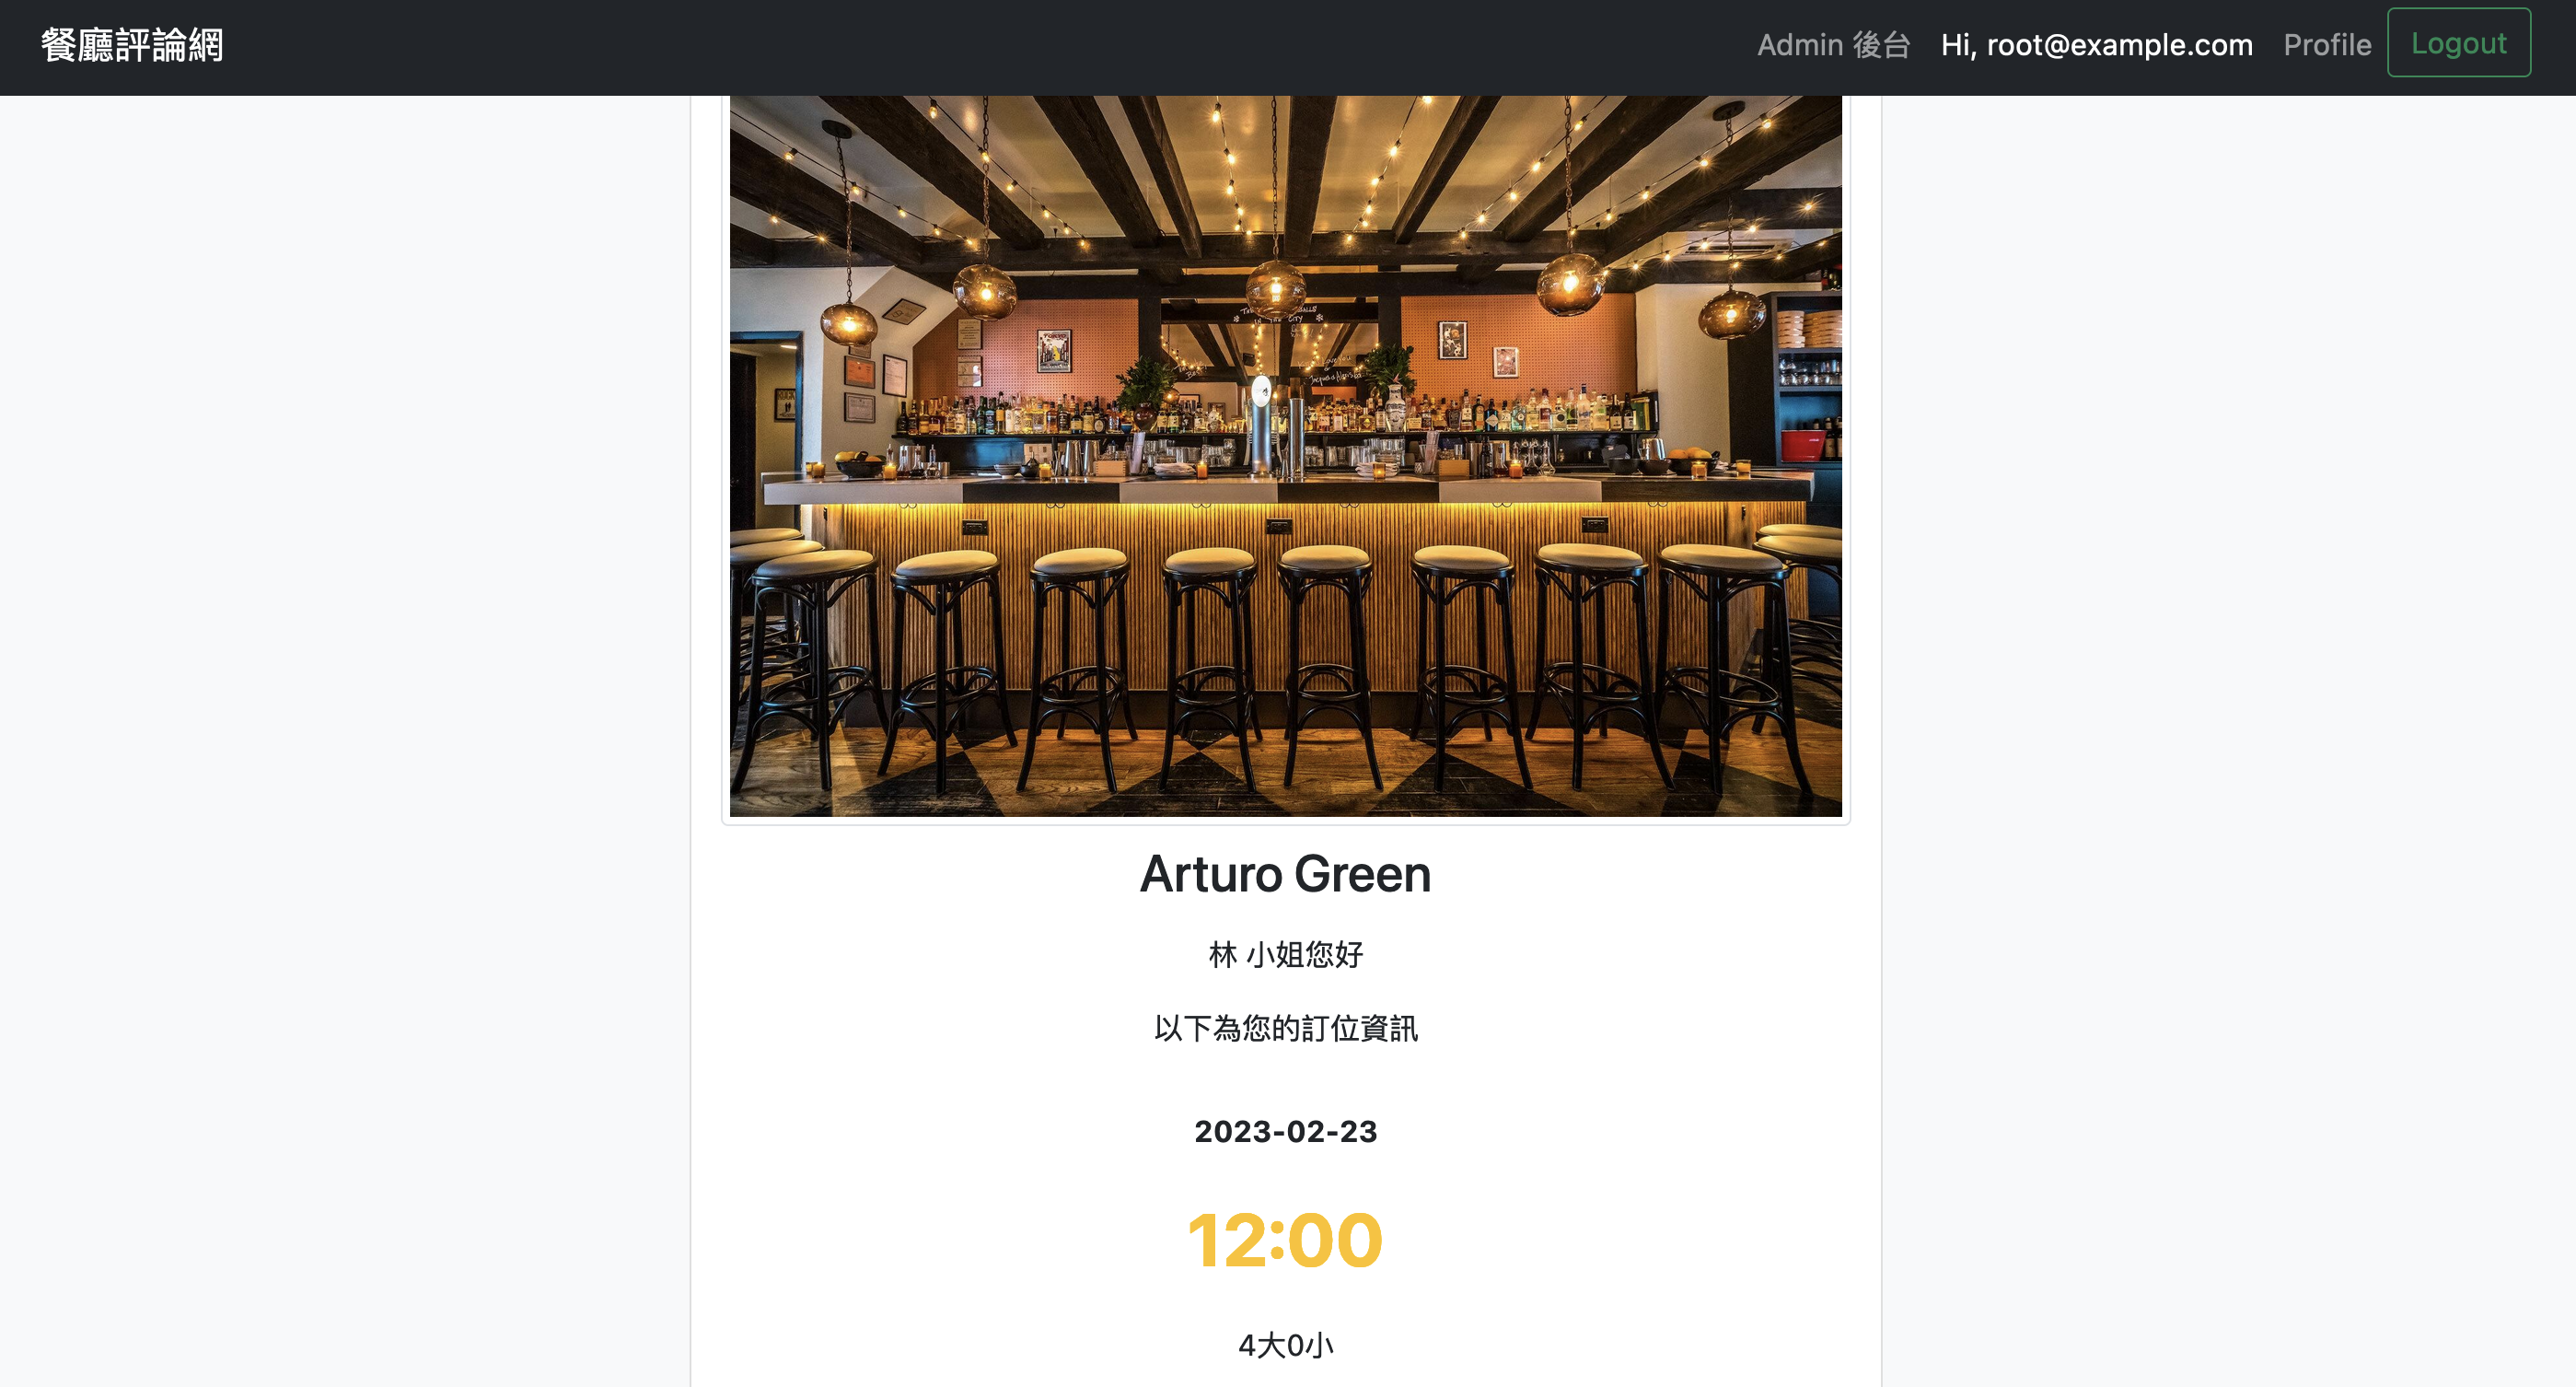 餐廳評論網
Admin 後台
Hi, root@example.com
Profile
Logout
Arturo Green
林 小姐您好
以下為您的訂位資訊
2023-02-23
12:00
4大0小